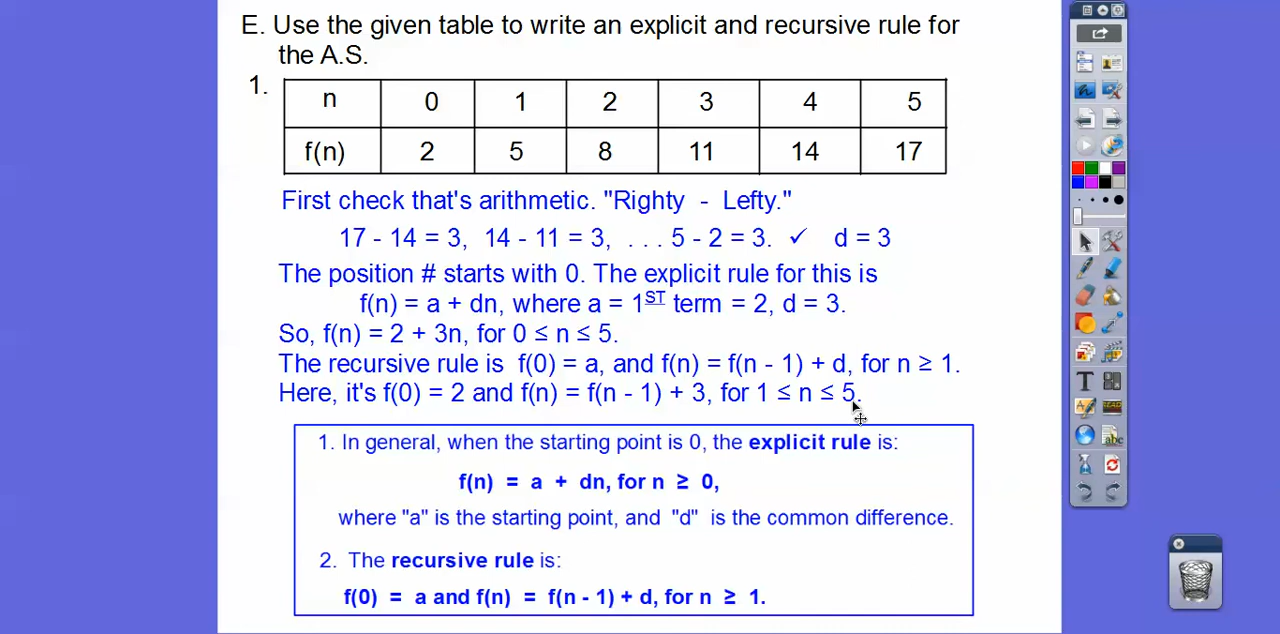 E. Use the given table to write an explicit and recursive rule for
the A.S.
1.
n 0 1 2 3 4 5
f(n) 2 5 8 11 14 17
First check that's arithmetic. "Righty - Lefty."
17 - 14 = 3, 14 - 11 = 3, . . . 5 - 2 = 3. ✓ d = 3
The position # starts with 0. The explicit rule for this is
f(n) = a + dn, where a = 1ST term = 2, d = 3.
So, f(n) = 2 + 3n, for 0 ≤ n ≤ 5.
The recursive rule is f(0) = a, and f(n) = f(n - 1) + d, for n ≥ 1.
Here, it's f(0) = 2 and f(n) = f(n - 1) + 3, for 1 ≤ n ≤ 5.
1. In general, when the starting point is 0, the explicit rule is:
f(n) = a + dn, for n ≥ 0,
where "a" is the starting point, and "d" is the common difference.
2. The recursive rule is:
f(0) = a and f(n) = f(n - 1) + d, for n ≥ 1.
T
abc